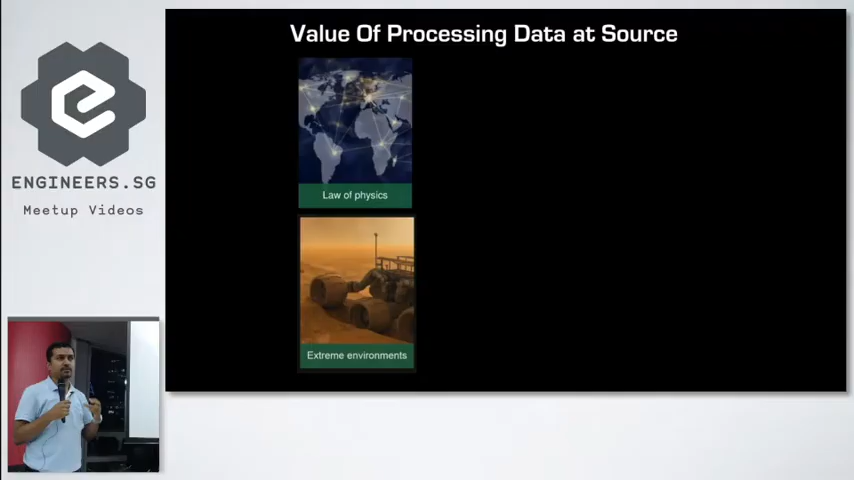 Value Of Processing Data at Source
ENGINEERS.SG
Meetup Videos
Law of physics
Extreme environments